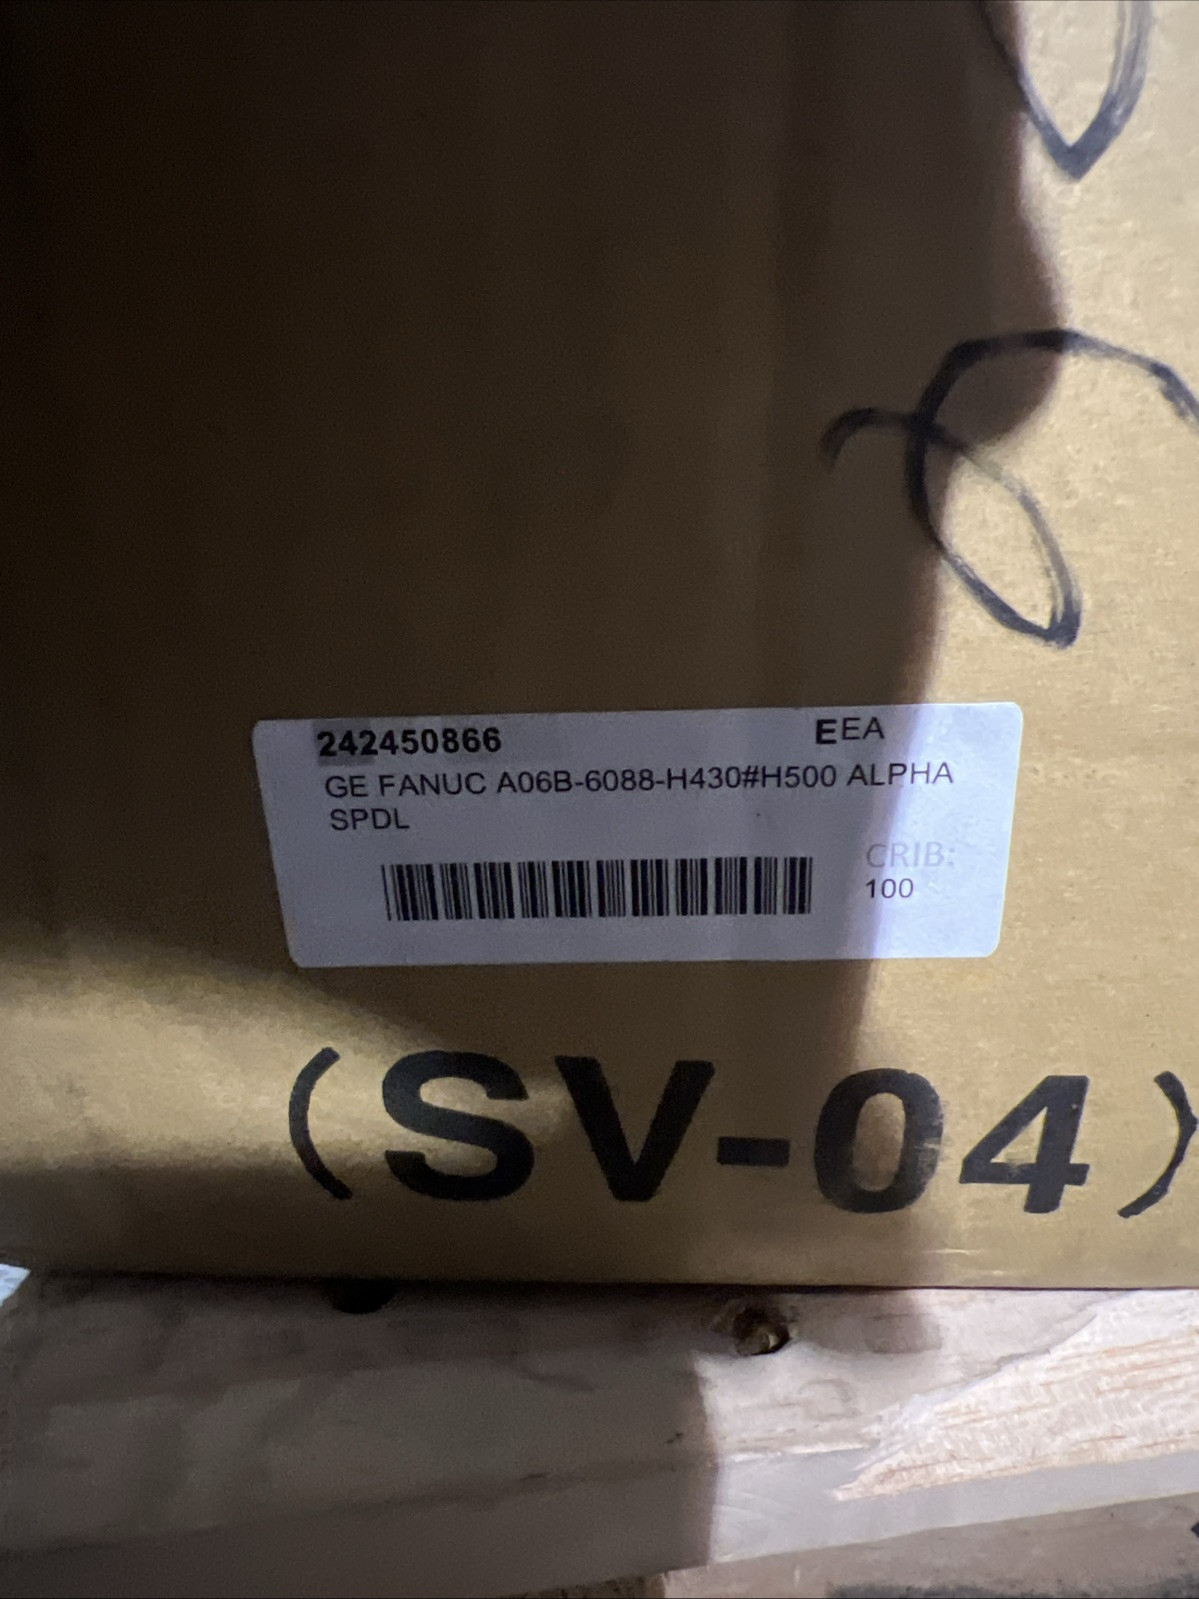 242450866 EEA
GE FANUC A06B-6088-H430#H500 ALPHA
SPDL
CRIB:
100
(SV-04)